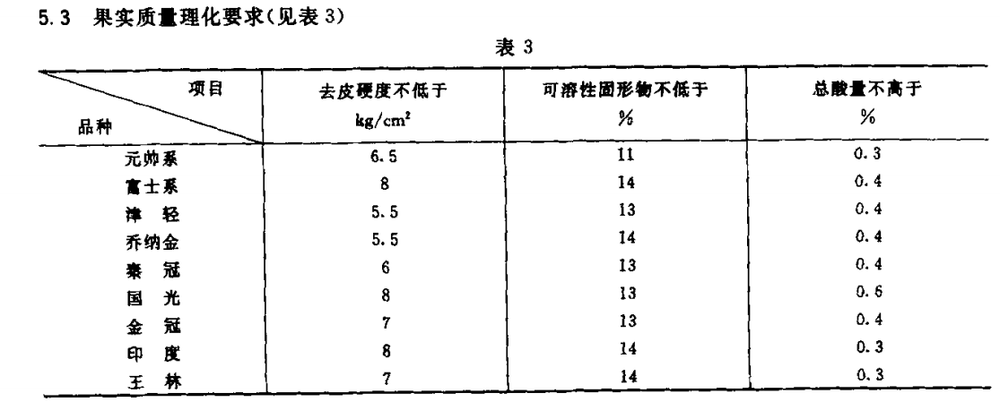 5.3 果实质量理化要求(见表3)
表 3
项目
品种
去皮硬度不低于
kg/cm²
可溶性固形物不低于
%
总酸量不高于
%
元帅系 6.5 11 0.3
富士系 8 14 0.4
津 轻 5.5 13 0.4
乔纳金 5.5 14 0.4
秦 冠 6 13 0.4
国 光 8 13 0.6
金 冠 7 13 0.4
印 度 8 14 0.3
王 林 7 14 0.3